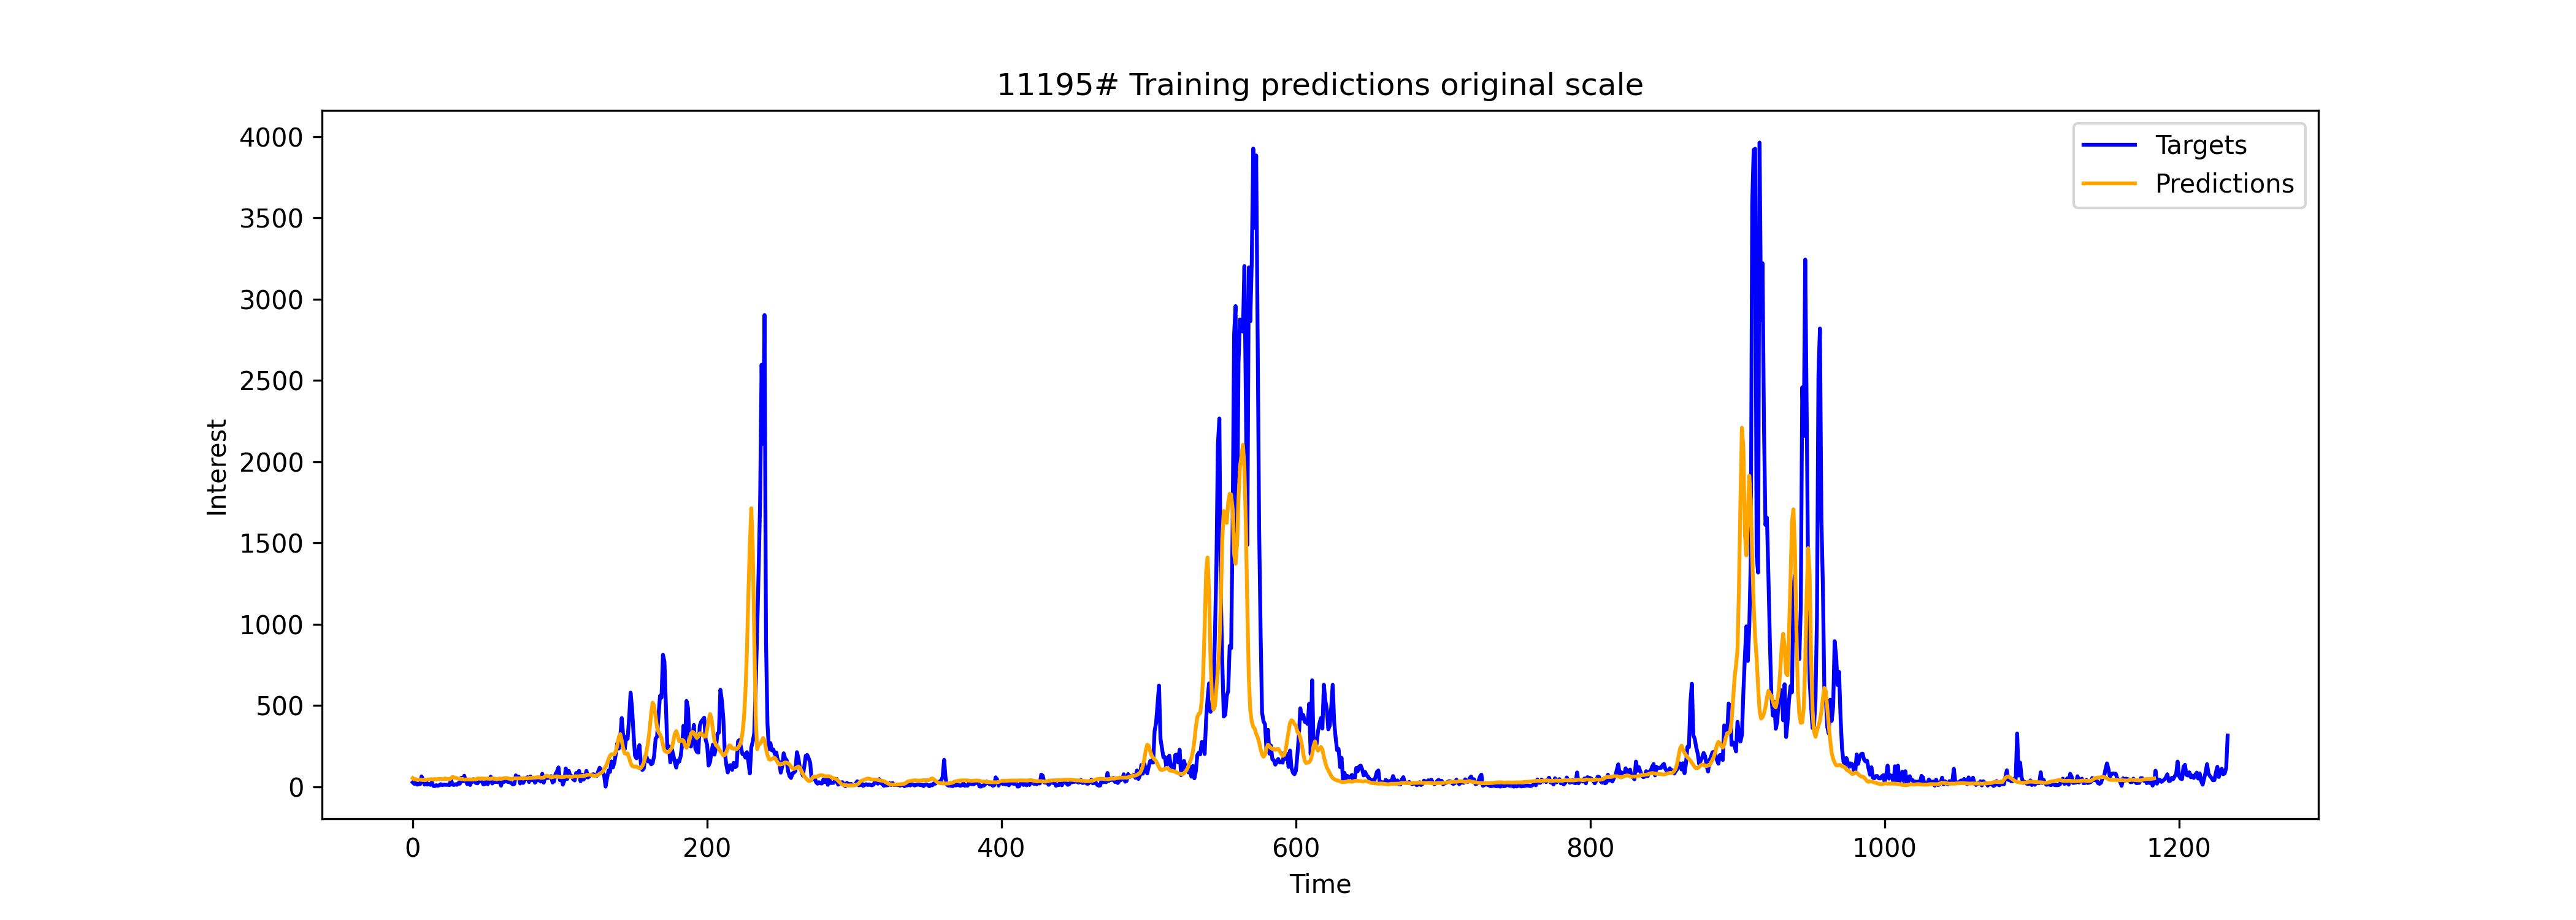 11195# Training predictions original scale
Targets
Predictions
4000
3500
3000
2500
2000
1500
1000
500
0
Interest
0 200 400 600 800 1000 1200
Time